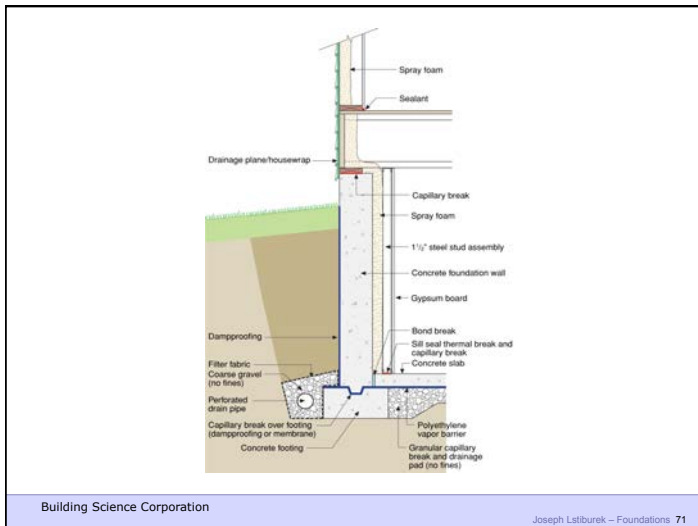 Spray foam
Sealant
Drainage plane/housewrap
Capillary break
Spray foam
1½" steel stud assembly
Concrete foundation wall
Gypsum board
Dampproofing
Bond break
Sill seal thermal break and
capillary break
Concrete slab
Filter fabric
Coarse gravel
(no fines)
Perforated
drain pipe
Capillary break over footing
(dampproofing or membrane)
Concrete footing
Polyethylene
vapor barrier
Granular capillary
break and drainage
pad (no fines)
Building Science Corporation
Joseph Lstiburek – Foundations 71